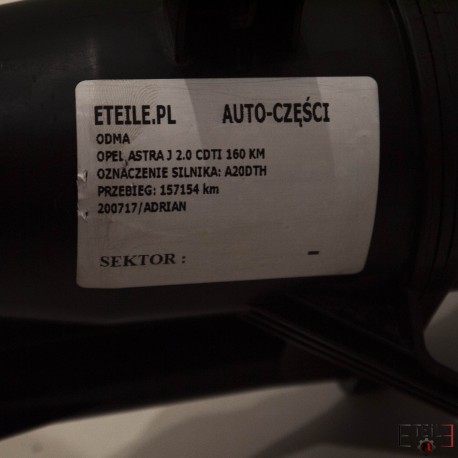 ETEILE.PL AUTO-CZĘŚCI
ODMA
OPEL ASTRA J 2.0 CDTI 160 KM
OZNACZENIE SILNIKA: A20DTH
PRZEBIEG: 157154 km
200717/ADRIAN
SEKTOR : –
ETEILE